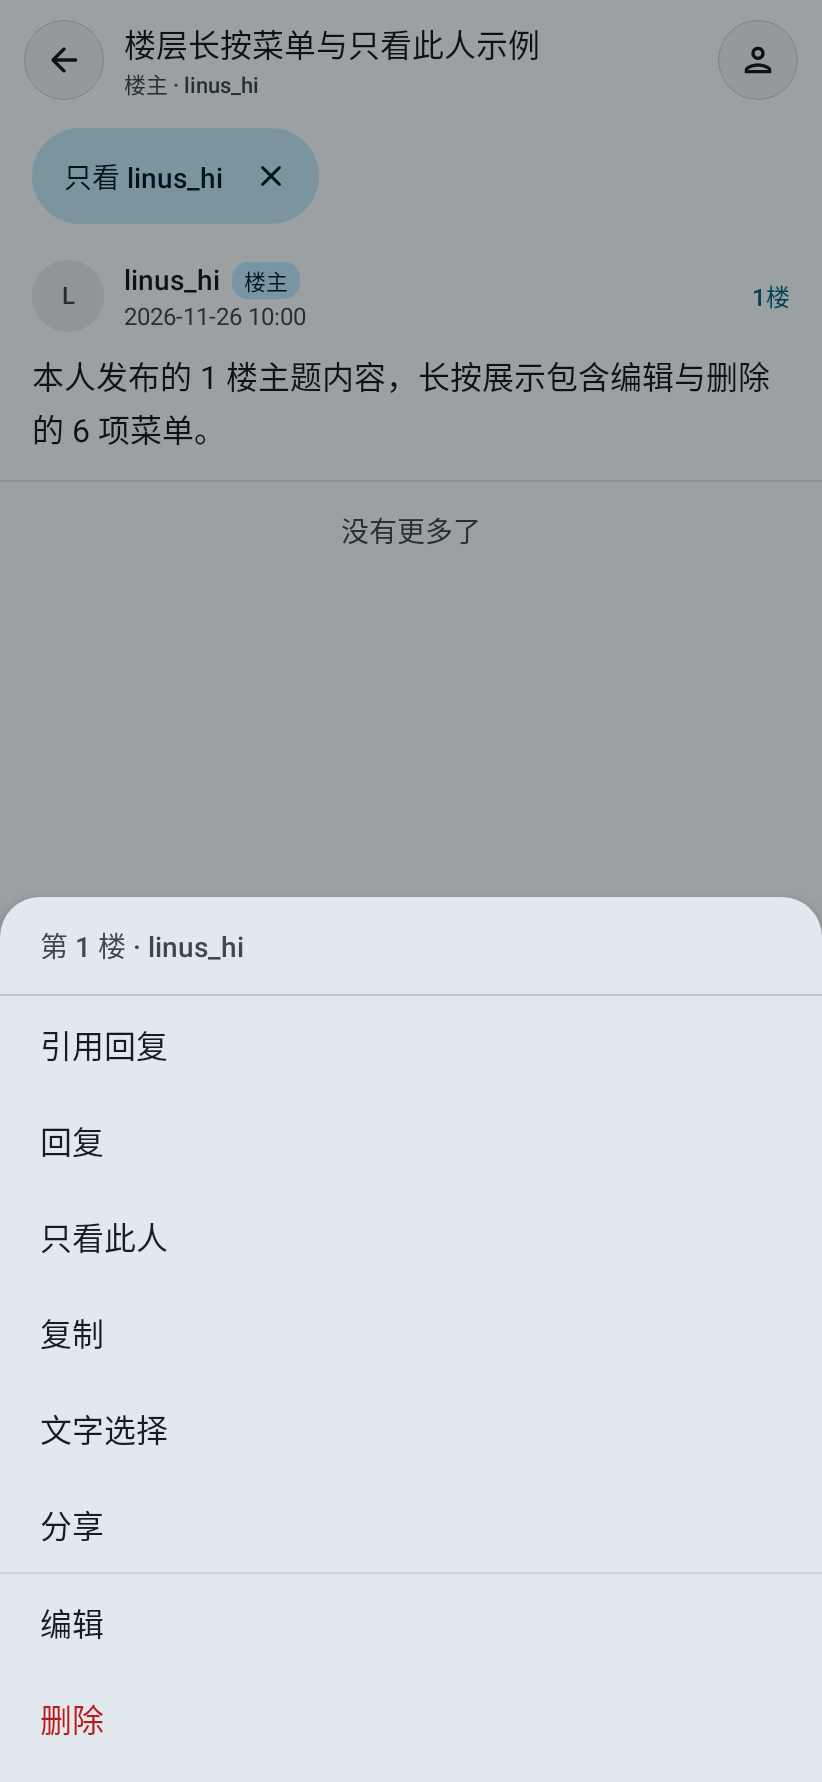 楼层长按菜单与只看此人示例
楼主 · linus_hi
只看 linus_hi
L
linus_hi 楼主
2026-11-26 10:00
1楼
本人发布的 1 楼主题内容，长按展示包含编辑与删除
的 6 项菜单。
没有更多了
第 1 楼 · linus_hi
引用回复
回复
只看此人
复制
文字选择
分享
编辑
删除